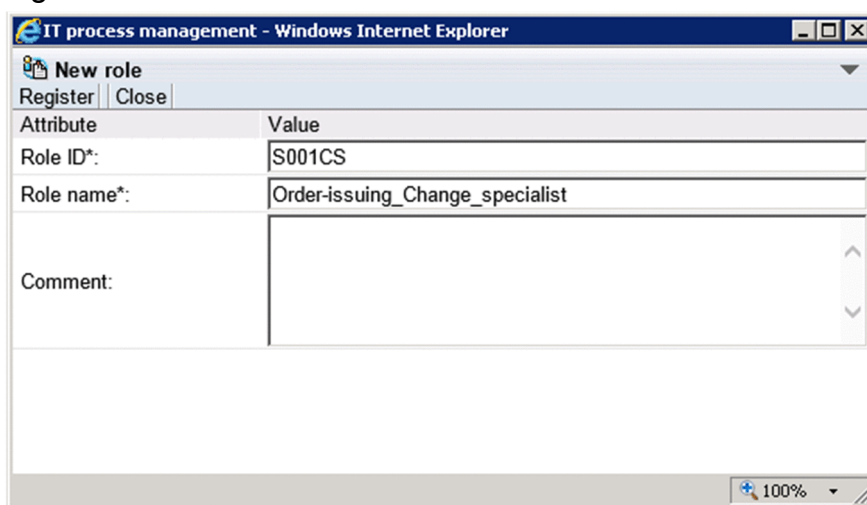 IT process management - Windows Internet Explorer
New role
Register Close
Attribute Value
Role ID*: S001CS
Role name*: Order-issuing_Change_specialist
Comment:
100%